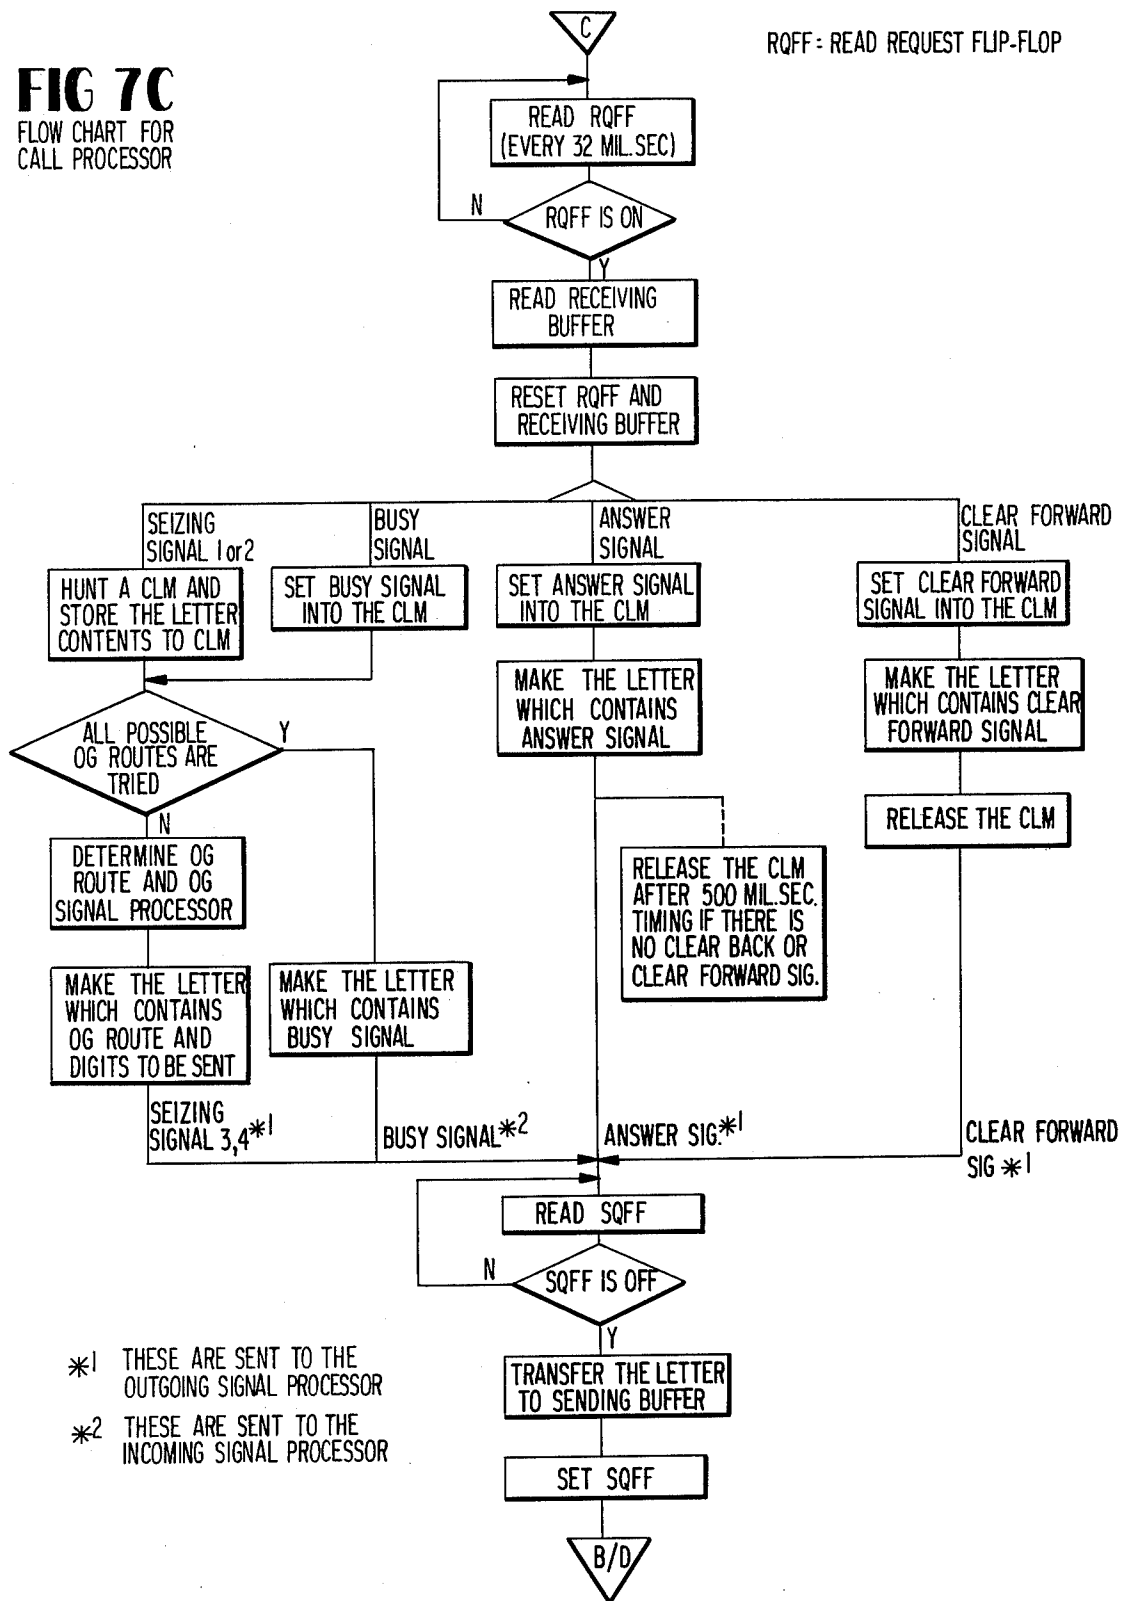 C
RQFF = READ REQUEST FLIP-FLOP
FIG 7C
FLOW CHART FOR
CALL PROCESSOR
READ RQFF
(EVERY 32 MIL.SEC)
N
RQFF IS ON
Y
READ RECEIVING
BUFFER
RESET RQFF AND
RECEIVING BUFFER
SEIZING
SIGNAL 1 or 2
BUSY
SIGNAL
ANSWER
SIGNAL
CLEAR FORWARD
SIGNAL
HUNT A CLM AND
STORE THE LETTER
CONTENTS TO CLM
SET BUSY SIGNAL
INTO THE CLM
SET ANSWER SIGNAL
INTO THE CLM
SET CLEAR FORWARD
SIGNAL INTO THE CLM
MAKE THE LETTER
WHICH CONTAINS
ANSWER SIGNAL
MAKE THE LETTER
WHICH CONTAINS CLEAR
FORWARD SIGNAL
ALL POSSIBLE
OG ROUTES ARE
TRIED
Y
N
RELEASE THE CLM
DETERMINE OG
ROUTE AND OG
SIGNAL PROCESSOR
RELEASE THE CLM
AFTER 500 MIL.SEC.
TIMING IF THERE IS
NO CLEAR BACK OR
CLEAR FORWARD SIG.
MAKE THE LETTER
WHICH CONTAINS
OG ROUTE AND
DIGITS TO BE SENT
MAKE THE LETTER
WHICH CONTAINS
BUSY SIGNAL
SEIZING
SIGNAL 3,4*1
BUSY SIGNAL*2
ANSWER SIG.*1
CLEAR FORWARD
SIG *1
READ SQFF
N
SQFF IS OFF
Y
TRANSFER THE LETTER
TO SENDING BUFFER
SET SQFF
B/D
*1 THESE ARE SENT TO THE
OUTGOING SIGNAL PROCESSOR
*2 THESE ARE SENT TO THE
INCOMING SIGNAL PROCESSOR